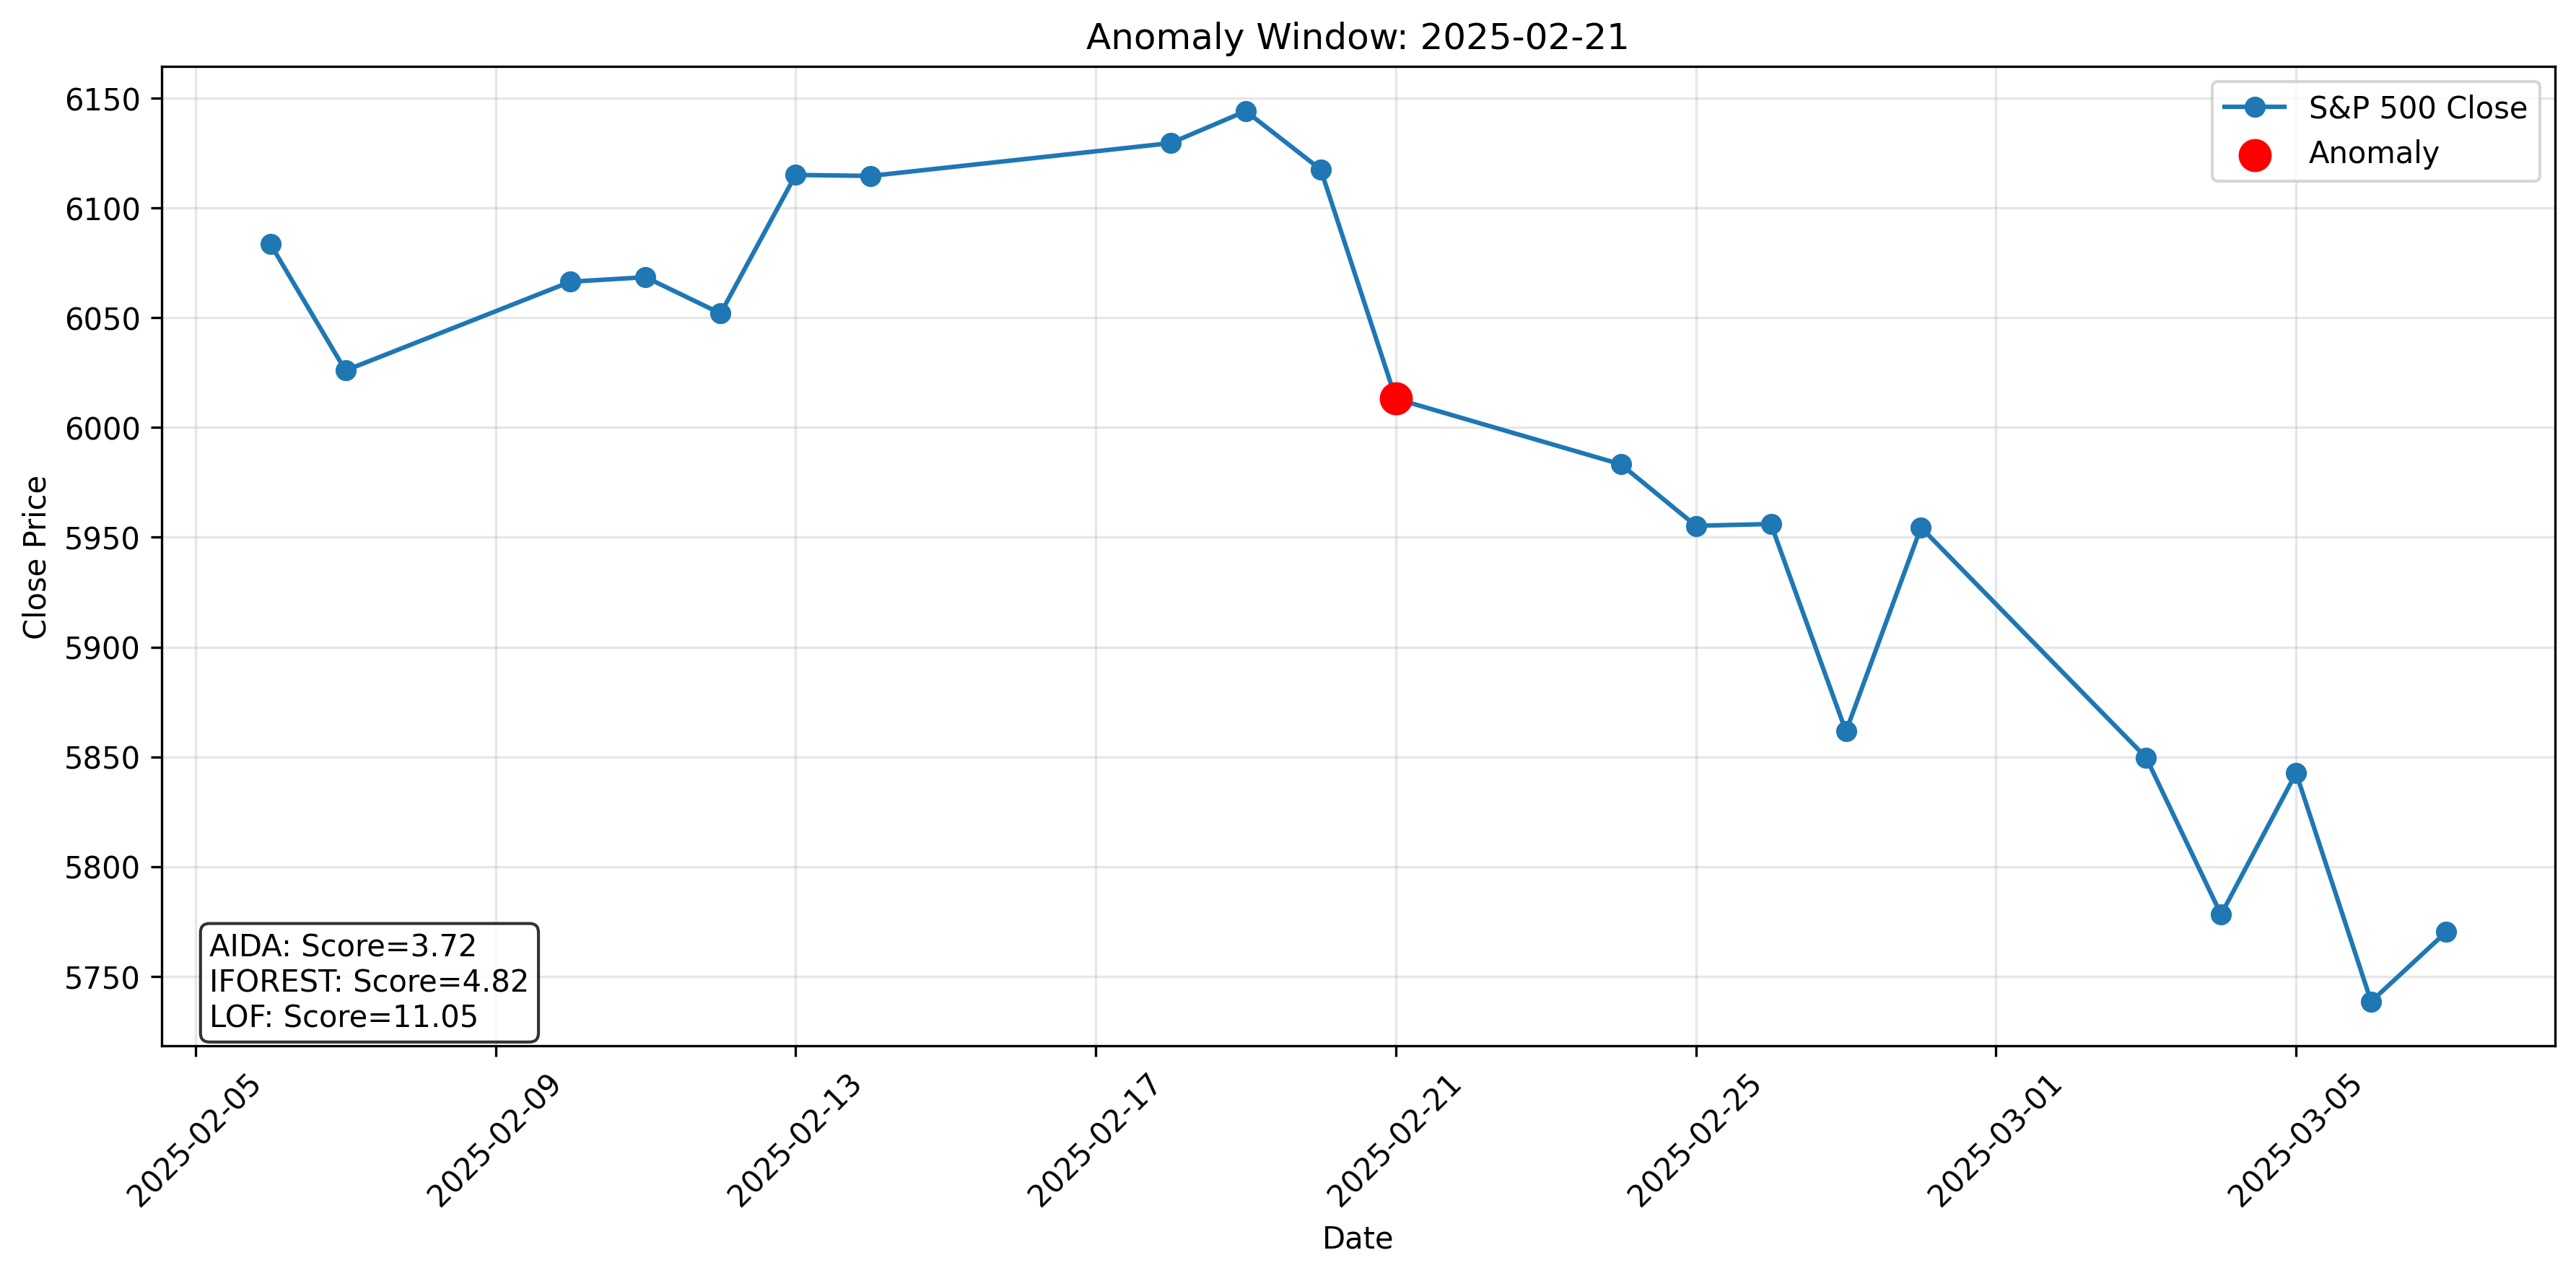 Anomaly Window: 2025-02-21
S&P 500 Close
Anomaly
Close Price
6150
6100
6050
6000
5950
5900
5850
5800
5750
AIDA: Score=3.72
IFOREST: Score=4.82
LOF: Score=11.05
2025-02-05
2025-02-09
2025-02-13
2025-02-17
2025-02-21
2025-02-25
2025-03-01
2025-03-05
Date